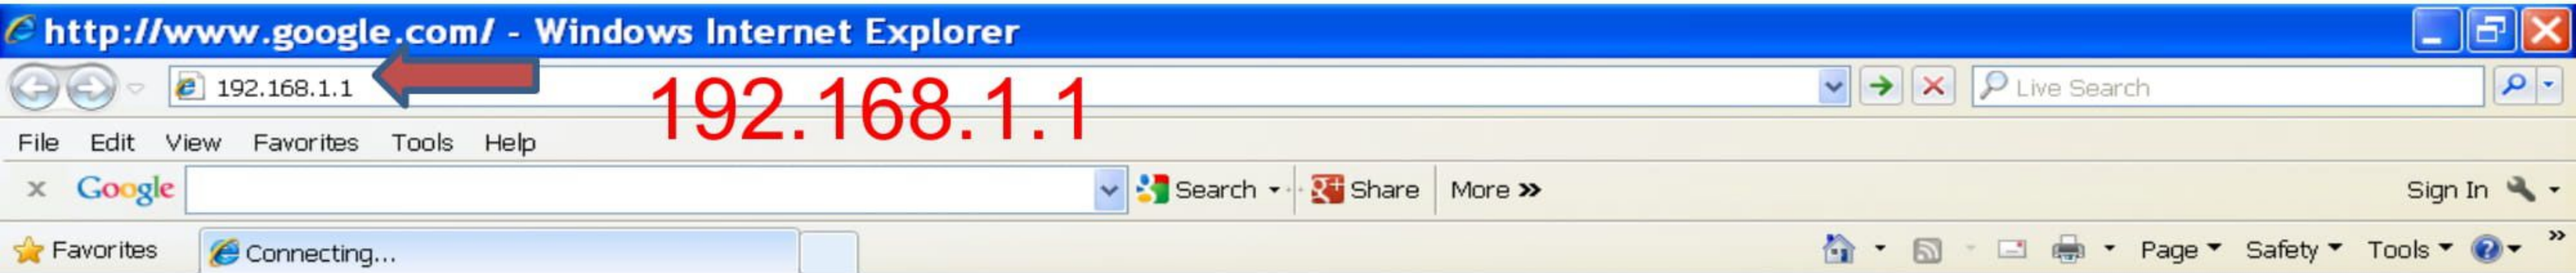 http://www.google.com/ - Windows Internet Explorer
192.168.1.1
192.168.1.1
Live Search
File Edit View Favorites Tools Help
x Google Search g+ Share More »
Sign In
Favorites Connecting... Page Safety Tools ? »